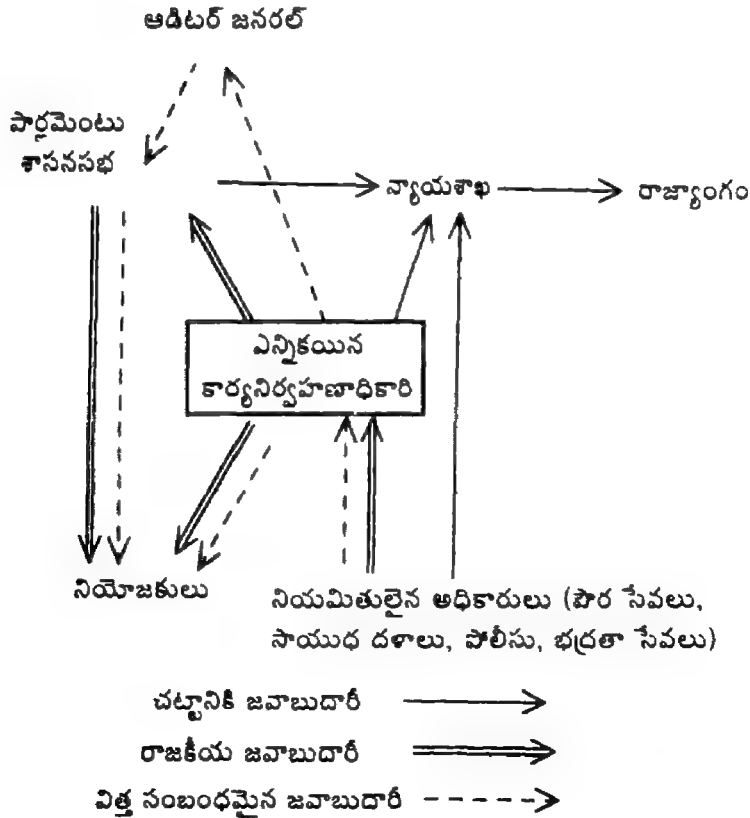 ఆడిటర్ జనరల్
పార్లమెంటు
శాసనసభ
న్యాయశాఖ
రాజ్యాంగం
ఎన్నికయిన
కార్యనిర్వహణాధికారి
నియోజకులు
నియమితులైన అధికారులు (పౌర సేవలు,
సాయుధ దళాలు, పోలీసు, భద్రతా సేవలు)
చట్టానికి జవాబుదారీ
రాజకీయ జవాబుదారీ
విత్త సంబంధమైన జవాబుదారీ